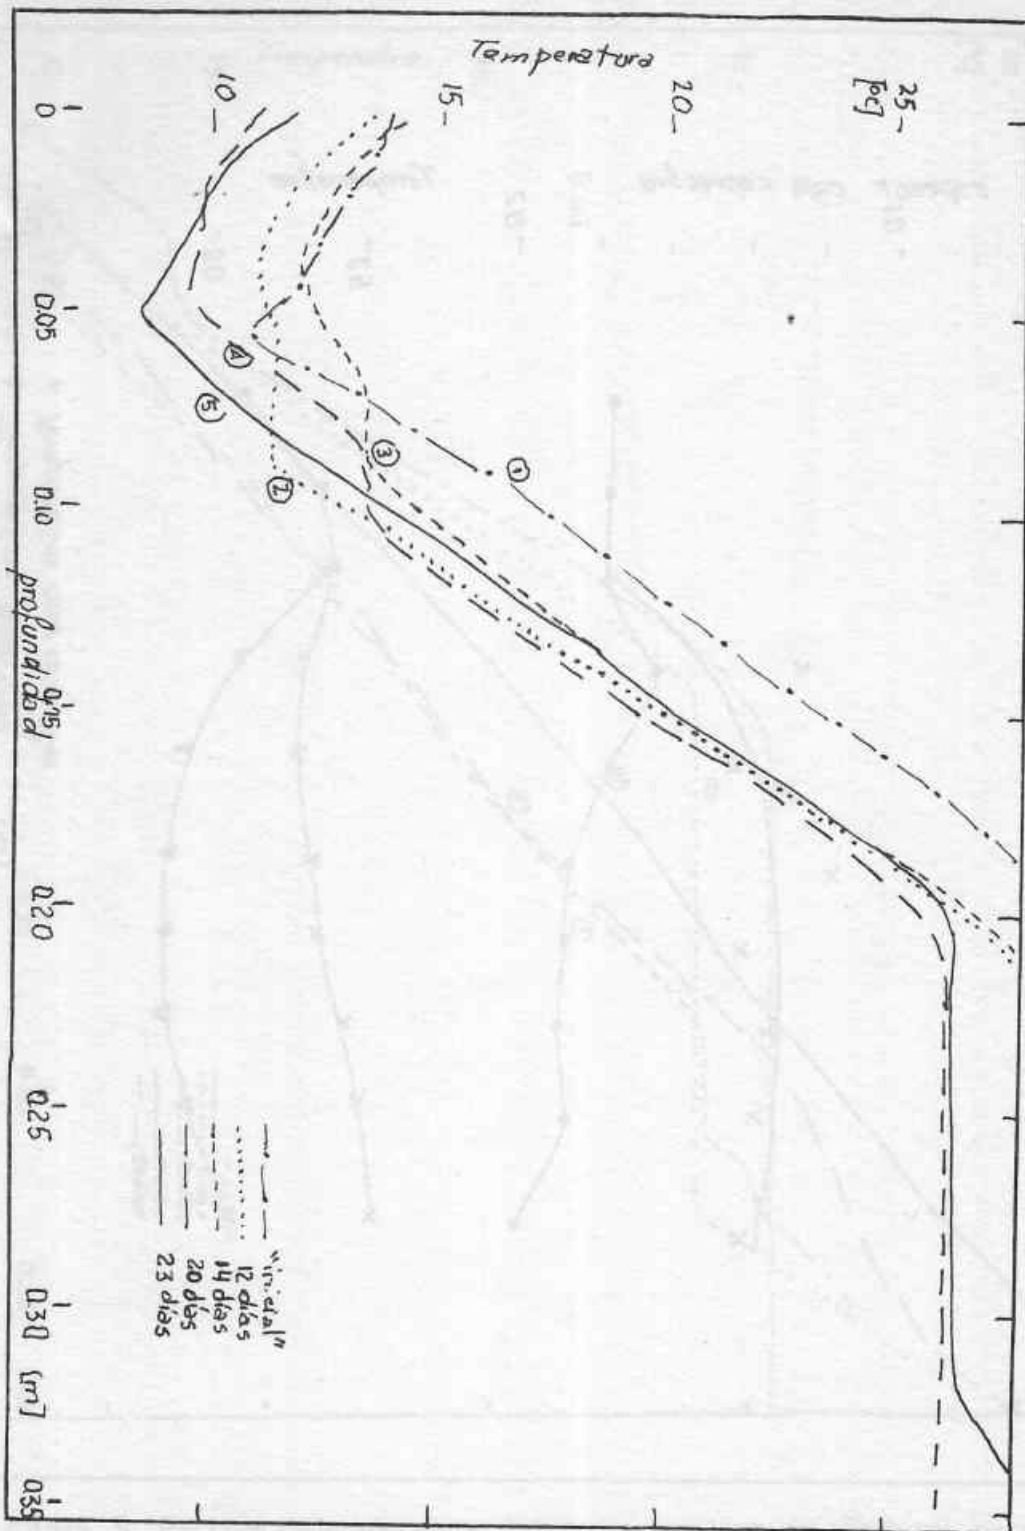 Temperatura
25
[°C]
20
15
10
0
0.05
0.10
0.15
0.20
0.25
0.30 [m]
0.35
profundidad
①
②
③
④
⑤
"inicial"
12 días
14 días
20 días
23 días